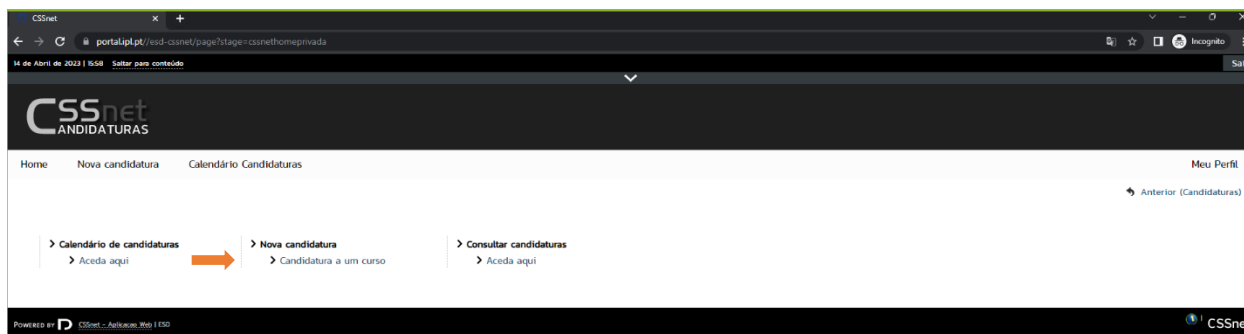 CSSnet
portal.ipl.pt//esd-cssnet/page?stage=cssnethomeprivada
Incognito
14 de Abril de 2023 | 15:58 Saltar para conteúdo
CSSnet
CANDIDATURAS
Home Nova candidatura Calendário Candidaturas Meu Perfil
Anterior (Candidaturas)
Calendário de candidaturas Nova candidatura Consultar candidaturas
Aceda aqui Candidatura a um curso Aceda aqui
POWERED BY CSSnet - Aplicacao Web | ESD